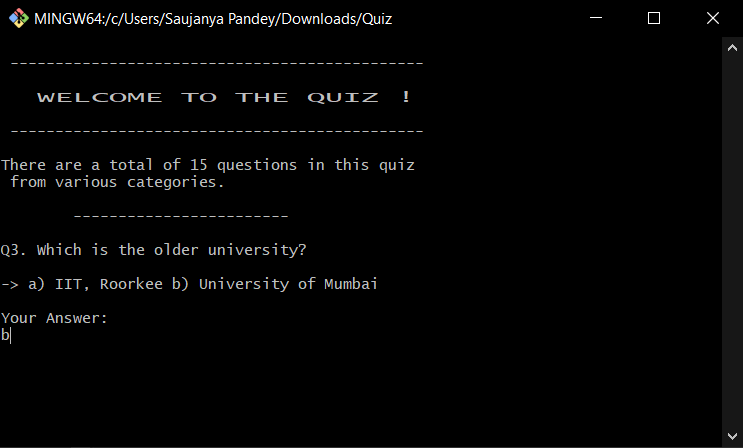 MINGW64:/c/Users/Saujanya Pandey/Downloads/Quiz
----------------------------------------------
WELCOME TO THE QUIZ !
----------------------------------------------
There are a total of 15 questions in this quiz
from various categories.
------------------------
Q3. Which is the older university?
-> a) IIT, Roorkee b) University of Mumbai
Your Answer:
b